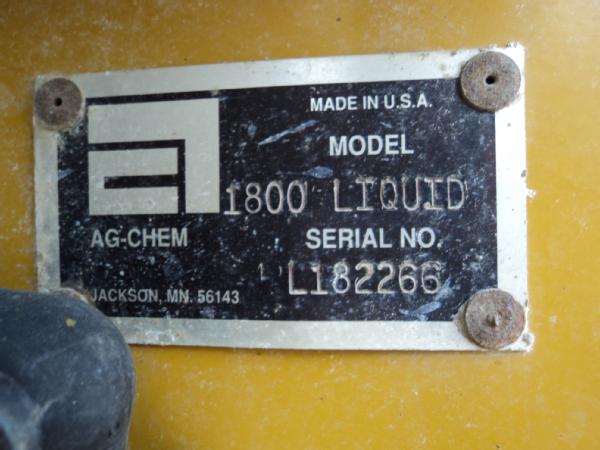 MADE IN U.S.A.
MODEL
1800 LIQUID
AG-CHEM
SERIAL NO.
L182266
JACKSON, MN. 56143